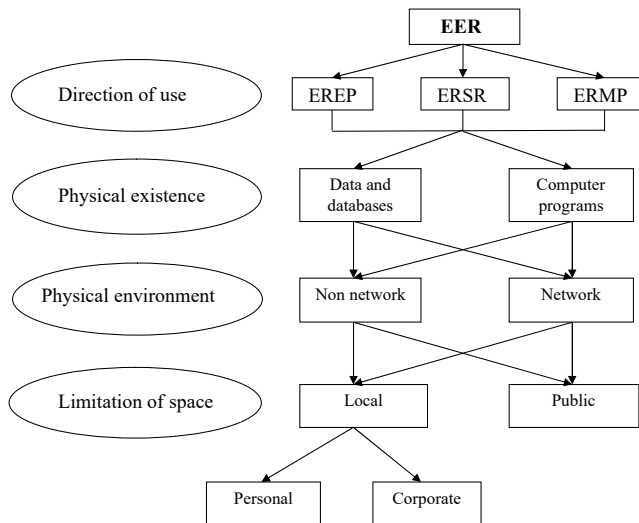 EER
Direction of use
EREP
ERSR
ERMP
Physical existence
Data and
databases
Computer
programs
Physical environment
Non network
Network
Limitation of space
Local
Public
Personal
Corporate